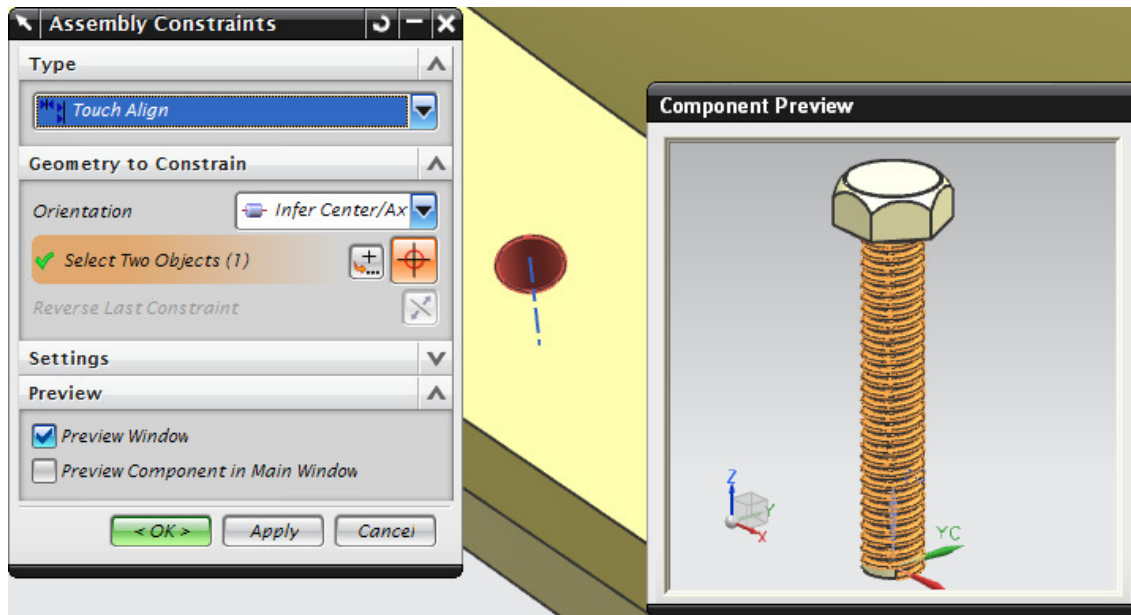 Assembly Constraints
Type
Touch Align
Geometry to Constrain
Orientation
Infer Center/Ax
Select Two Objects (1)
Reverse Last Constraint
Settings
Preview
Preview Window
Preview Component in Main Window
< OK > Apply Cancel
Component Preview
Z
Y
X
YC